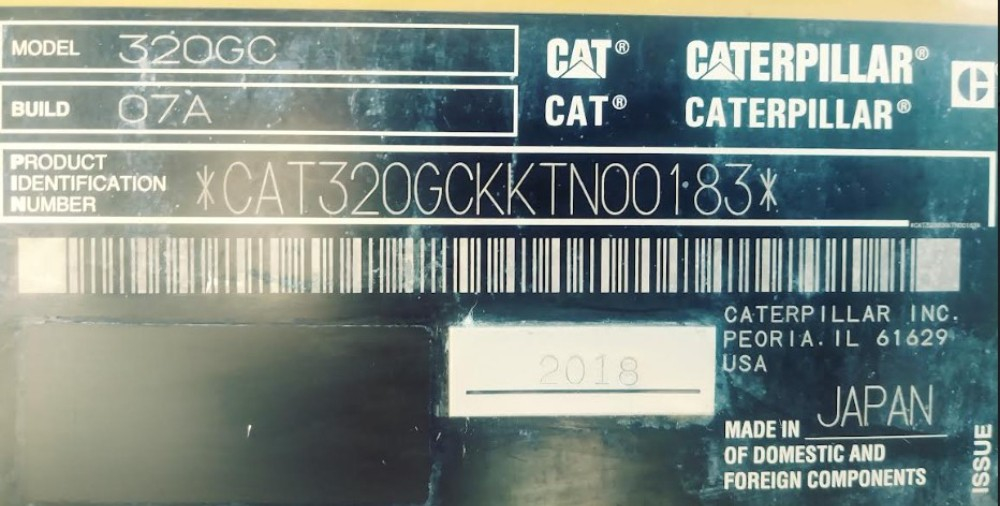 MODEL 320GC
CAT® CATERPILLAR®
BUILD 07A
CAT® CATERPILLAR®
PRODUCT
IDENTIFICATION
NUMBER
*CAT320GCKKTN00183*
CATERPILLAR INC.
PEORIA. IL 61629
USA
2018
MADE IN JAPAN
OF DOMESTIC AND
FOREIGN COMPONENTS
ISSUE